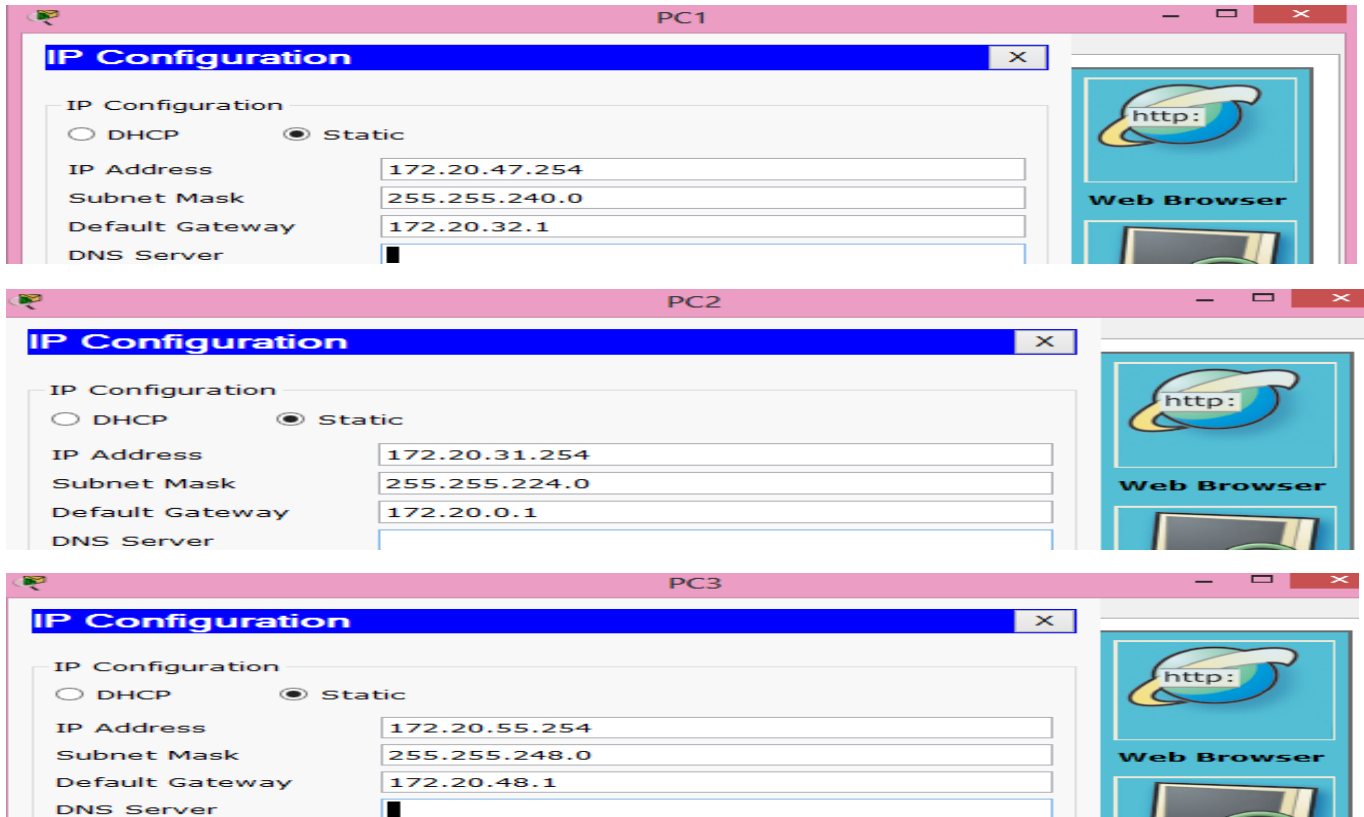 PC1
IP Configuration X
IP Configuration
DHCP Static
IP Address 172.20.47.254
Subnet Mask 255.255.240.0
Default Gateway 172.20.32.1
DNS Server
http:
Web Browser
PC2
IP Configuration X
IP Configuration
DHCP Static
IP Address 172.20.31.254
Subnet Mask 255.255.224.0
Default Gateway 172.20.0.1
DNS Server
http:
Web Browser
PC3
IP Configuration X
IP Configuration
DHCP Static
IP Address 172.20.55.254
Subnet Mask 255.255.248.0
Default Gateway 172.20.48.1
DNS Server
http:
Web Browser